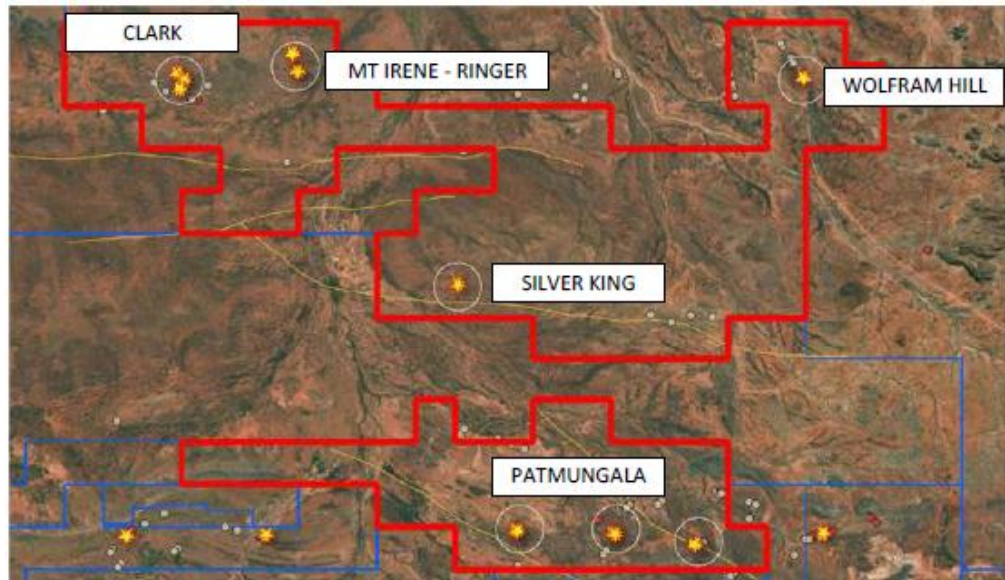 CLARK
MT IRENE - RINGER
WOLFRAM HILL
SILVER KING
PATMUNGALA